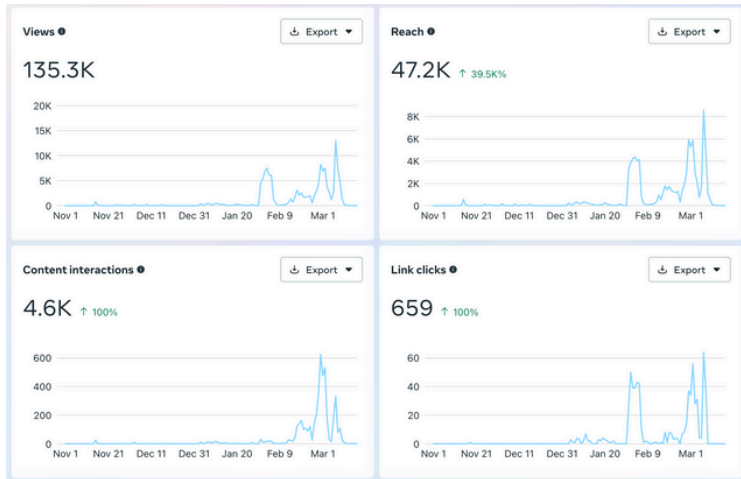 Views
Export
135.3K
20K
15K
10K
5K
0
Nov 1 Nov 21 Dec 11 Dec 31 Jan 20 Feb 9 Mar 1
Reach
Export
47.2K ↑ 39.5K%
8K
6K
4K
2K
0
Nov 1 Nov 21 Dec 11 Dec 31 Jan 20 Feb 9 Mar 1
Content interactions
Export
4.6K ↑ 100%
600
400
200
0
Nov 1 Nov 21 Dec 11 Dec 31 Jan 20 Feb 9 Mar 1
Link clicks
Export
659 ↑ 100%
60
40
20
0
Nov 1 Nov 21 Dec 11 Dec 31 Jan 20 Feb 9 Mar 1